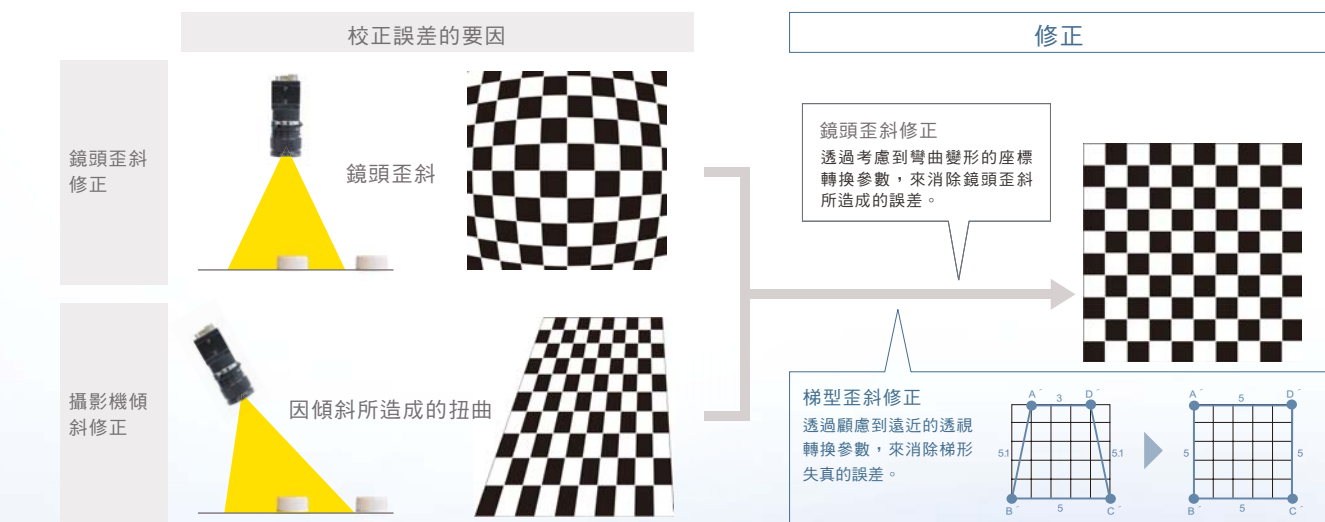 校正誤差的要因
修正
鏡頭歪斜
修正
鏡頭歪斜
鏡頭歪斜修正
透過考慮到彎曲變形的座標
轉換參數，來消除鏡頭歪斜
所造成的誤差。
攝影機傾
斜修正
因傾斜所造成的扭曲
梯型歪斜修正
透過顧慮到遠近的透視
轉換參數，來消除梯形
失真的誤差。
A´ 3 D´
5.1 5.1
B´ 5 C´
A´ 5 D´
5 5
B´ 5 C´